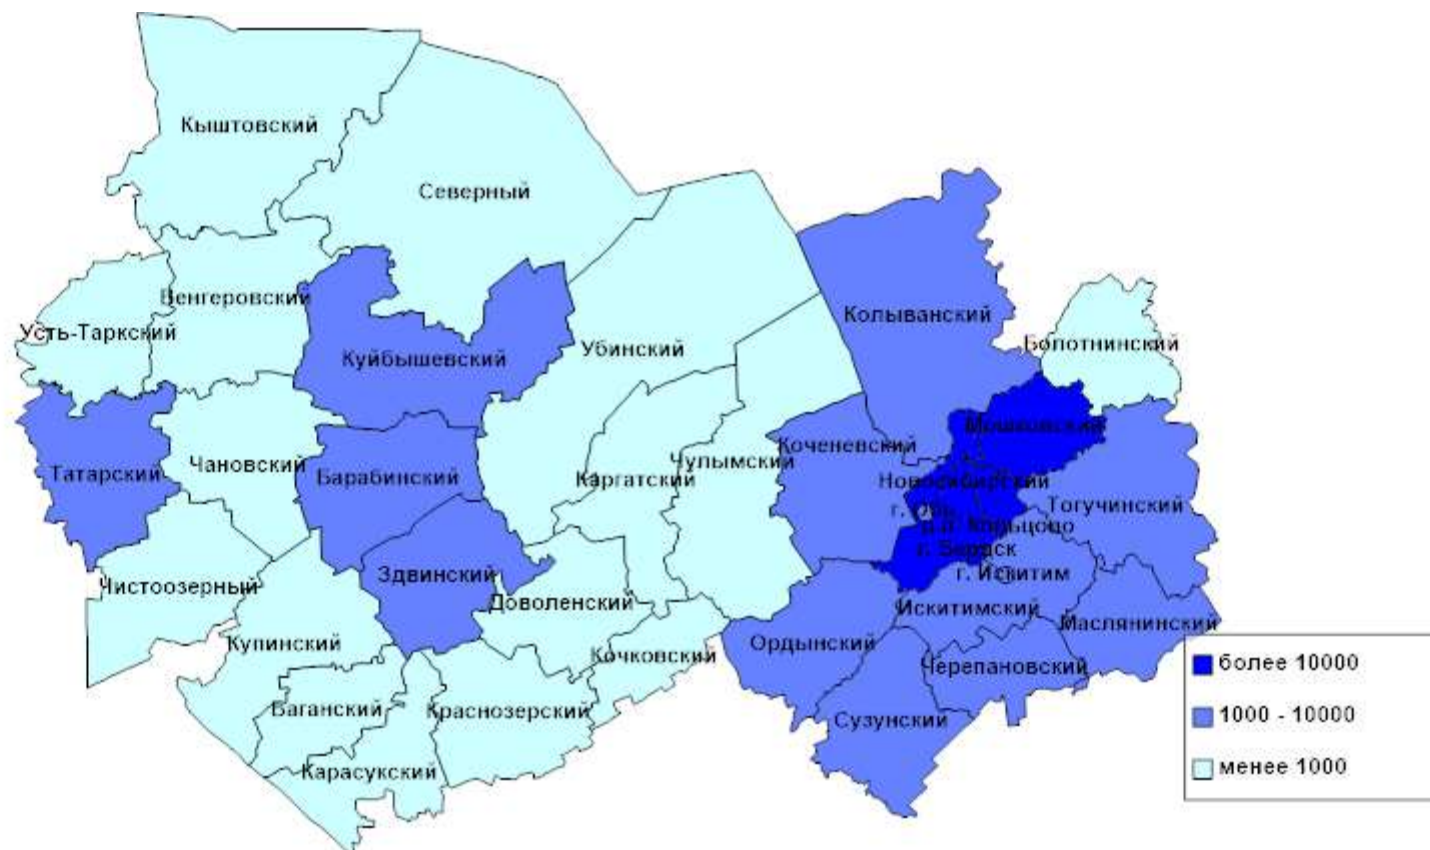 Кыштовский
Северный
Венгеровский
Усть-Таркский
Колыванский
Болотнинский
Куйбышевский
Убинский
Мошковский
Коченевский
Татарский
Чановский
Барабинский
Каргатский
Чулымский
Новосибирский
г. Обь
Тогучинский
р.п. Кольцово
г. Бердск
Чистоозерный
Здвинский
г. Искитим
Доволенский
Искитимский
Маслянинский
Купинский
Кочковский
Ордынский
Черепановский
Баганский
Краснозерский
Сузунский
Карасукский
более 10000
1000 - 10000
менее 1000